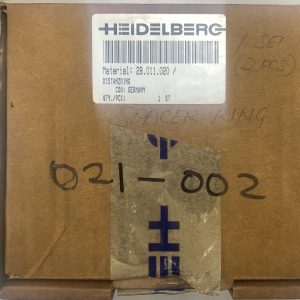 HEIDELBERG
Material: 28.011.020 /
DISTANZRING
COO: GERMANY
QTY./PCE: 1 ST
1 SET
(2 PCS)
SPACER RING
021-002